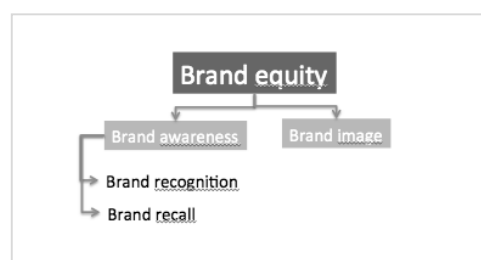 Brand equity
Brand awareness
Brand image
Brand recognition
Brand recall